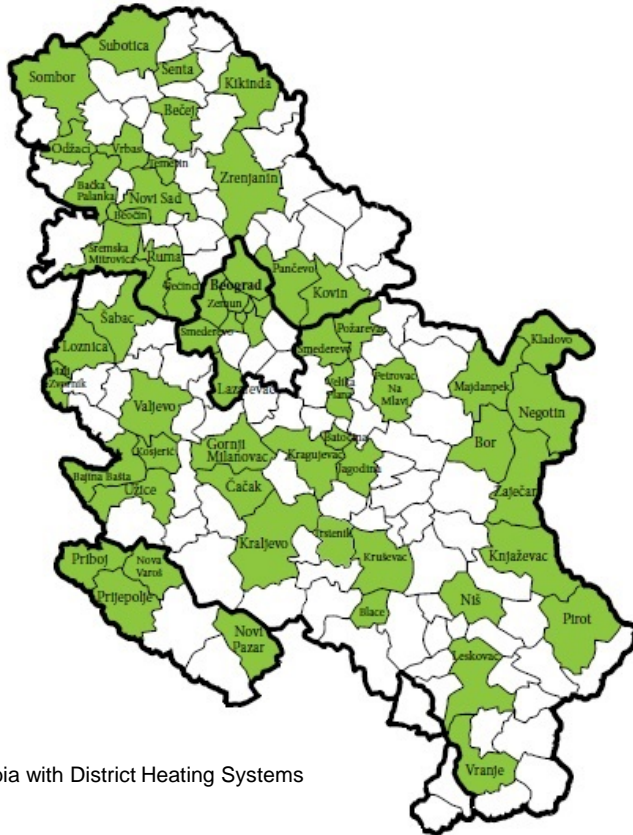 Subotica
Sombor
Senta
Kikinda
Bečej
Odžaci
Vrbas
Temerin
Bačka
Palanka
Novi Sad
Zrenjanin
Beočin
Sremska
Mitrovica
Ruma
Pećinci
Beograd
Zemun
Pančevo
Kovin
Šabac
Smederevo
Loznica
Mali
Zvornik
Požarevac
Smederevo
Kladovo
Lazarevac
Velika
Plana
Petrovac
Na
Mlavi
Majdanpek
Negotin
Valjevo
Bor
Gornji
Milanovac
Batočina
Kosjerić
Kragujevac
Jagodina
Bajina Bašta
Užice
Čačak
Zaječar
Kraljevo
Trstenik
Kruševac
Knjaževac
Priboj
Nova
Varoš
Prijepolje
Niš
Blace
Pirot
Novi
Pazar
Leskovac
Vranje
with District Heating Systems